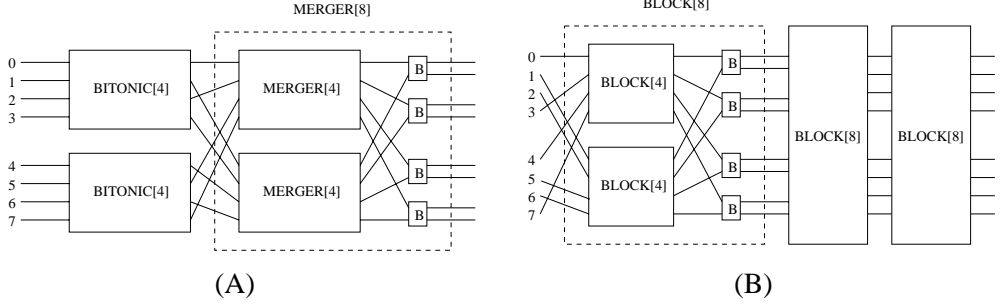 MERGER[8]
0
1
2
3
4
5
6
7
BITONIC[4]
BITONIC[4]
MERGER[4]
MERGER[4]
B
B
B
B
(A)
BLOCK[8]
0
1
2
3
4
5
6
7
BLOCK[4]
BLOCK[4]
B
B
B
B
BLOCK[8]
BLOCK[8]
(B)